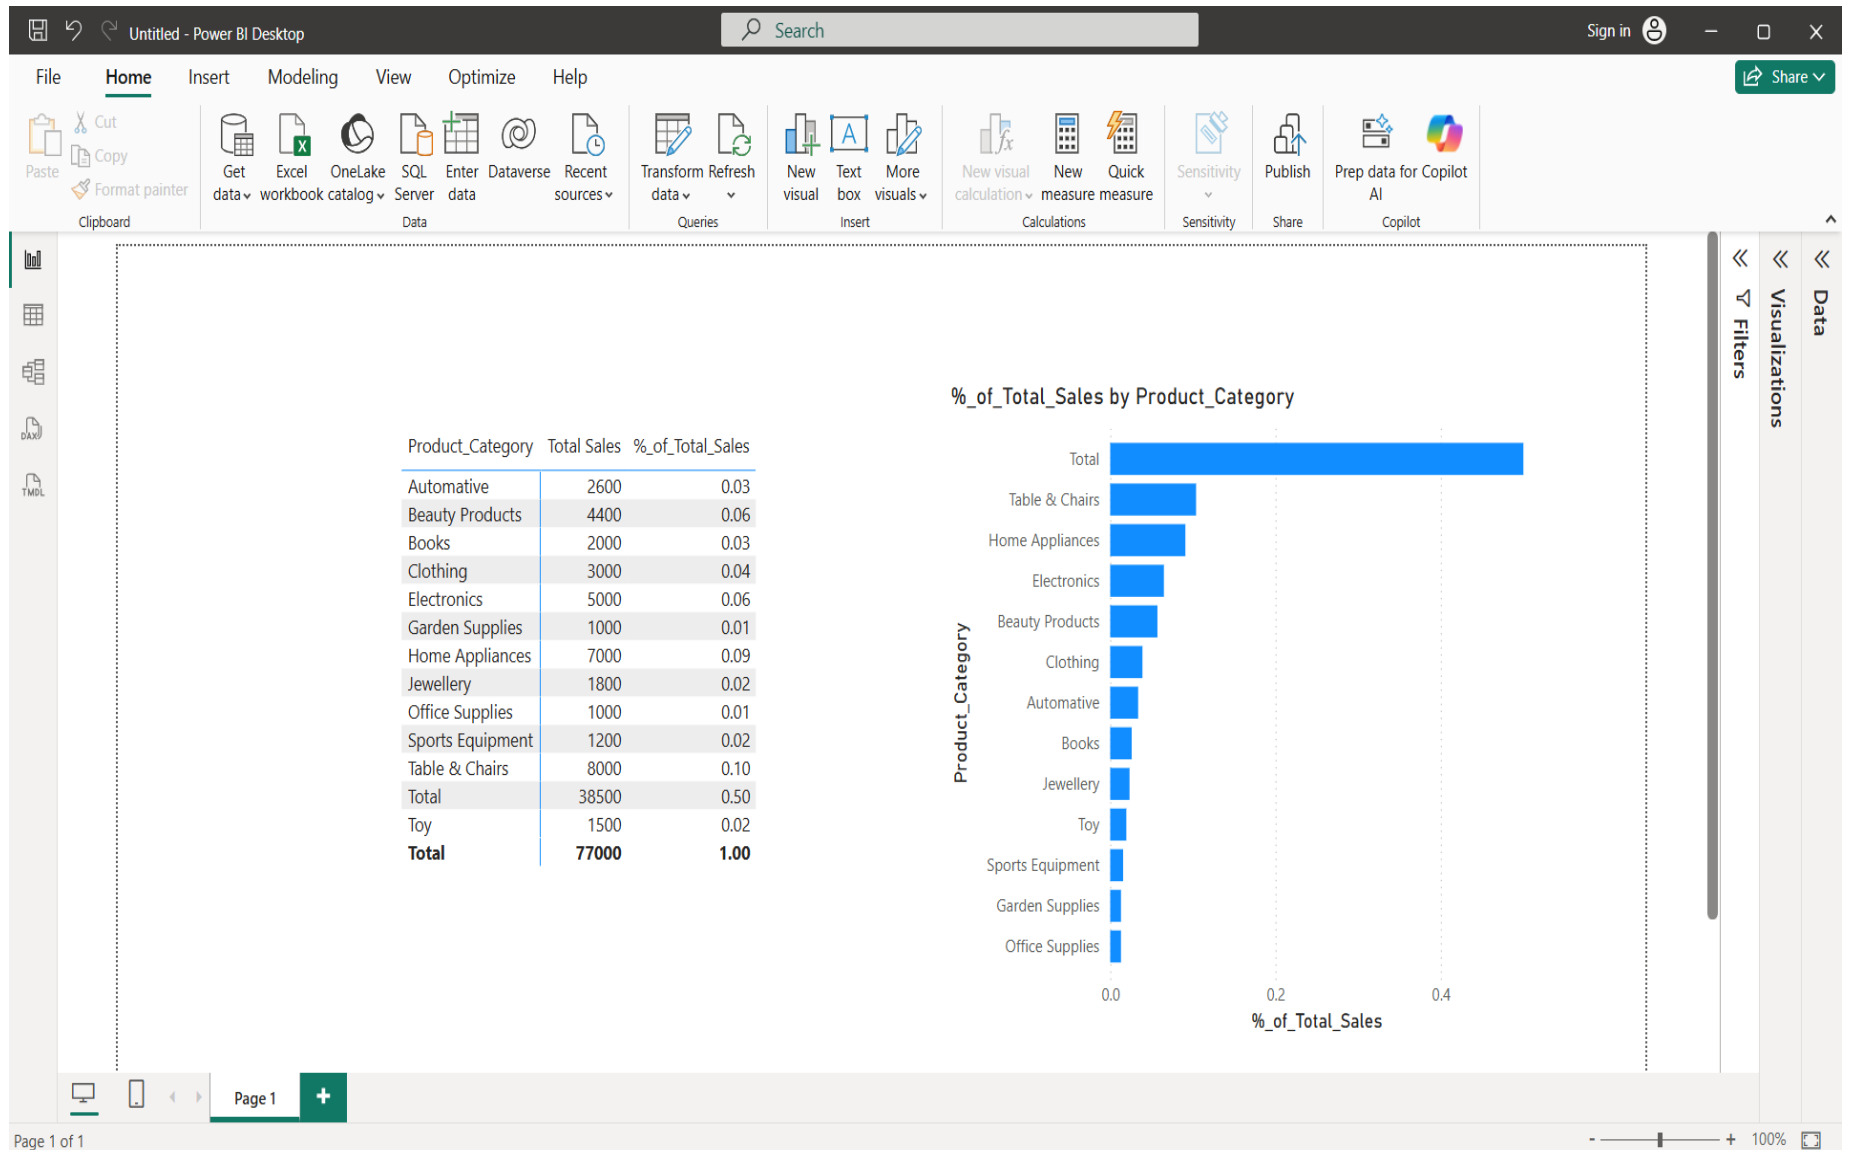 Untitled - Power BI Desktop
Search
Sign in
File Home Insert Modeling View Optimize Help
Share
Paste
Cut
Copy
Format painter
Clipboard
Get data
Excel workbook
OneLake catalog
SQL Server
Enter data
Dataverse
Recent sources
Data
Transform data
Refresh
Queries
New visual
Text box
A
More visuals
Insert
New visual calculation
New measure
Quick measure
Calculations
Sensitivity
Sensitivity
Publish
Share
Prep data for AI
Copilot
Copilot
DAX
TMDL
Product_Category Total Sales %_of_Total_Sales
Automative 2600 0.03
Beauty Products 4400 0.06
Books 2000 0.03
Clothing 3000 0.04
Electronics 5000 0.06
Garden Supplies 1000 0.01
Home Appliances 7000 0.09
Jewellery 1800 0.02
Office Supplies 1000 0.01
Sports Equipment 1200 0.02
Table & Chairs 8000 0.10
Total 38500 0.50
Toy 1500 0.02
Total 77000 1.00
%_of_Total_Sales by Product_Category
Product_Category
Total
Table & Chairs
Home Appliances
Electronics
Beauty Products
Clothing
Automative
Books
Jewellery
Toy
Sports Equipment
Garden Supplies
Office Supplies
0.0 0.2 0.4
%_of_Total_Sales
Filters
Visualizations
Data
Page 1
Page 1 of 1
- + 100%